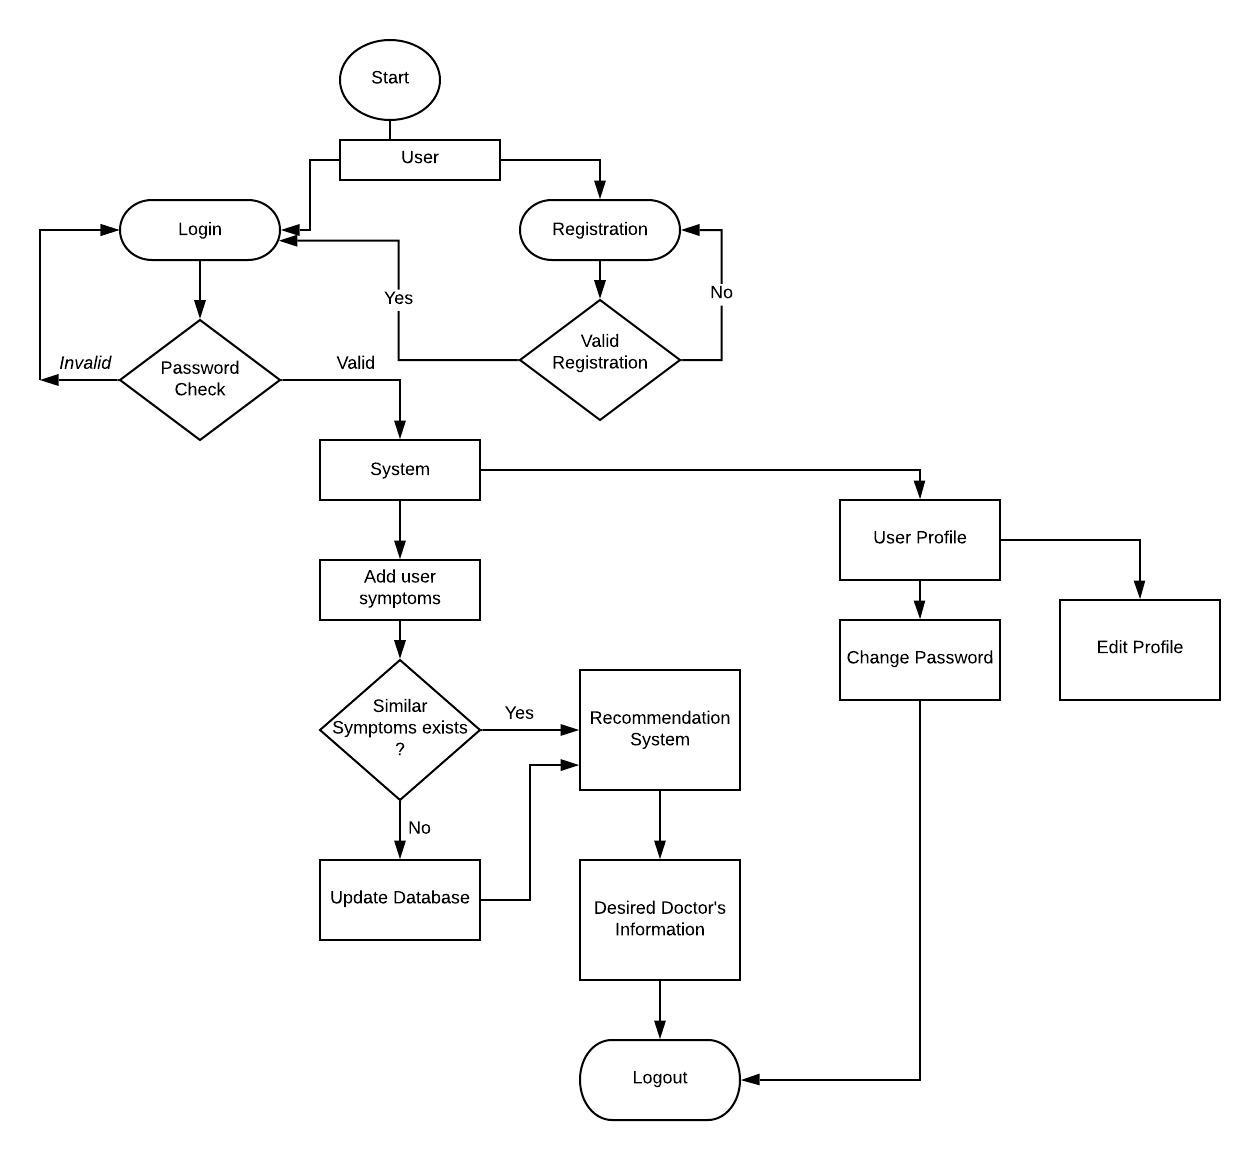 Start
User
Login
Registration
Yes
No
Valid
Registration
Invalid
Password
Check
Valid
System
User Profile
Add user
symptoms
Change Password
Edit Profile
Similar
Symptoms exists
?
Yes
Recommendation
System
No
Update Database
Desired Doctor's
Information
Logout